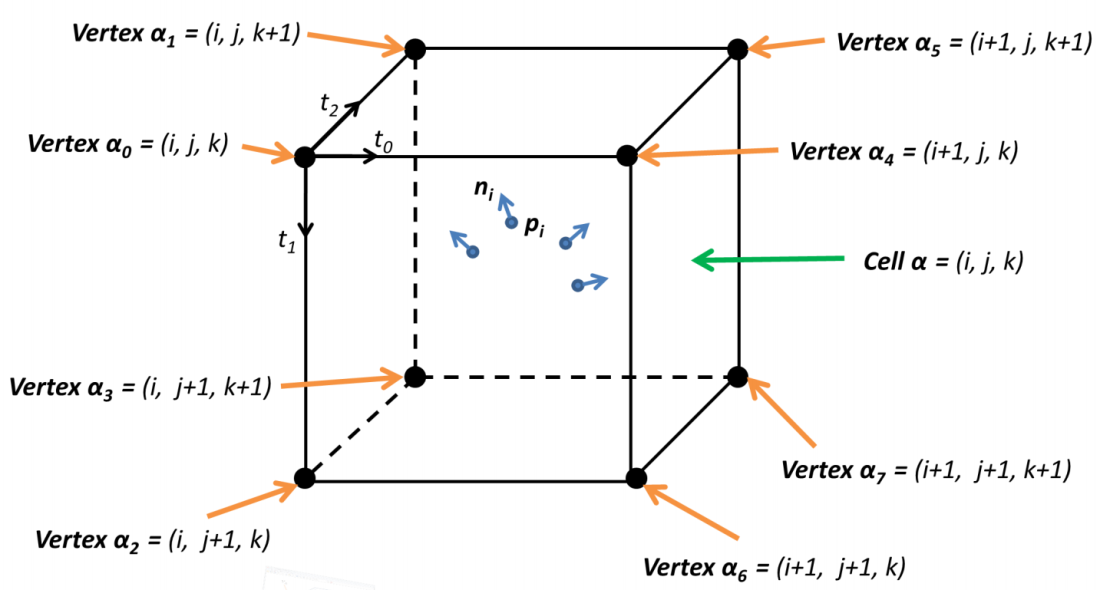 Vertex α₁ = (i, j, k+1)
Vertex α₅ = (i+1, j, k+1)
t₂
Vertex α₀ = (i, j, k)
t₀
Vertex α₄ = (i+1, j, k)
nᵢ
pᵢ
t₁
Cell α = (i, j, k)
Vertex α₃ = (i, j+1, k+1)
Vertex α₇ = (i+1, j+1, k+1)
Vertex α₂ = (i, j+1, k)
Vertex α₆ = (i+1, j+1, k)